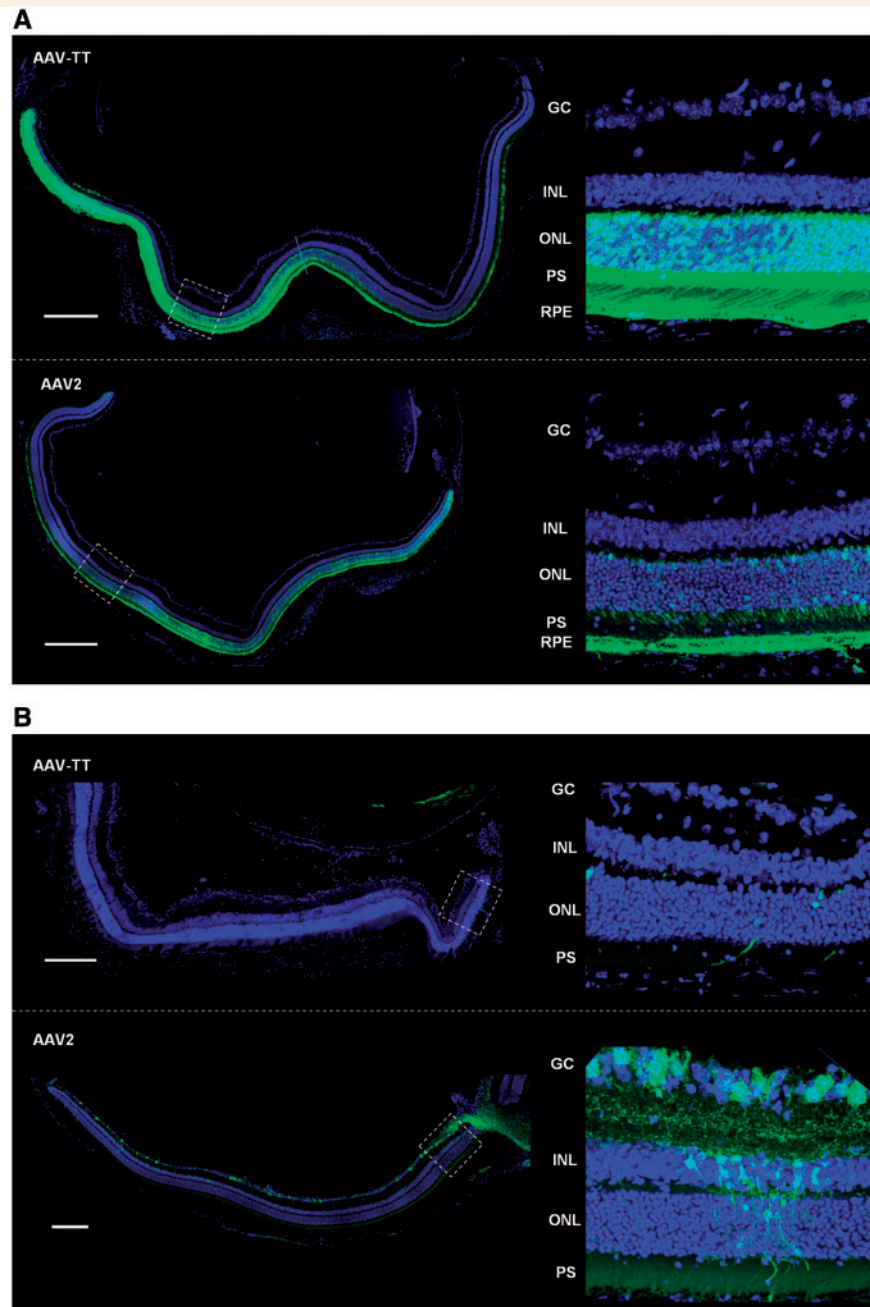 A
AAV-TT
GC
INL
ONL
PS
RPE
AAV2
GC
INL
ONL
PS
RPE
B
AAV-TT
GC
INL
ONL
PS
AAV2
GC
INL
ONL
PS